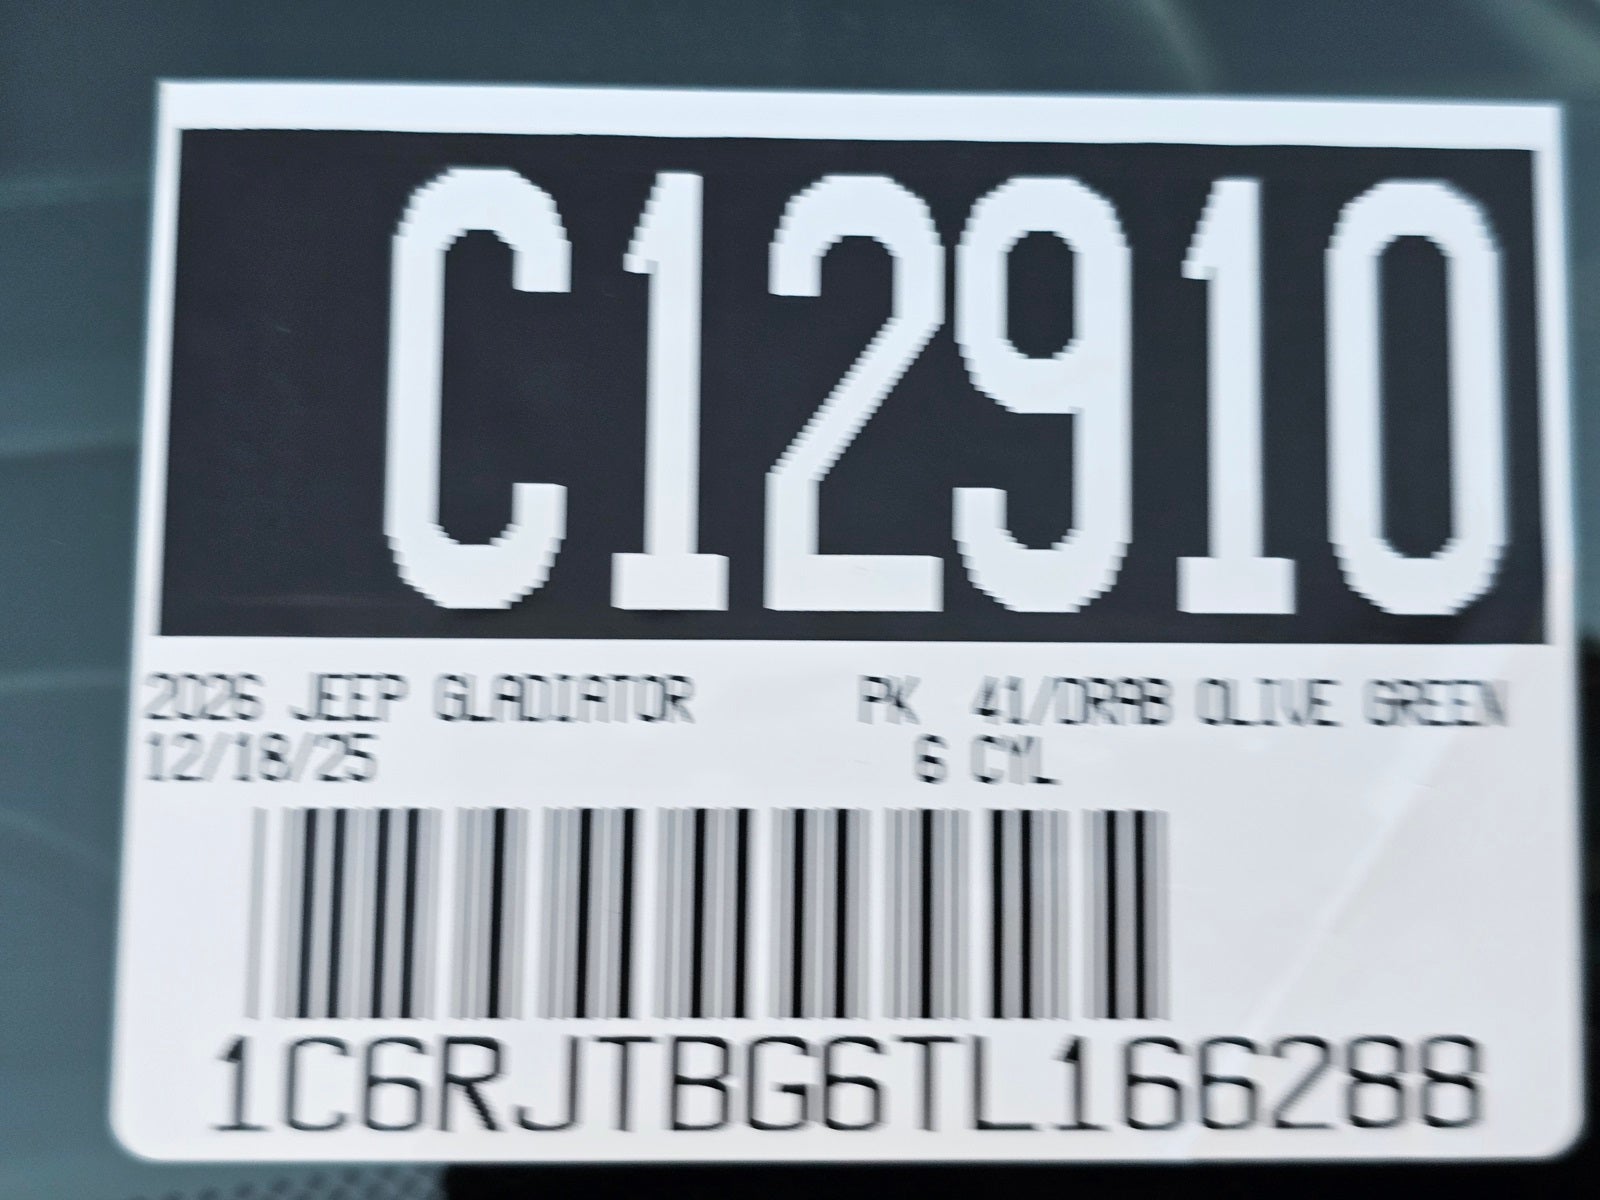 C12910
2026 JEEP GLADIATOR PK 41/DRAB OLIVE GREEN
12/18/25 6 CYL
1C6RJTBG6TL166288